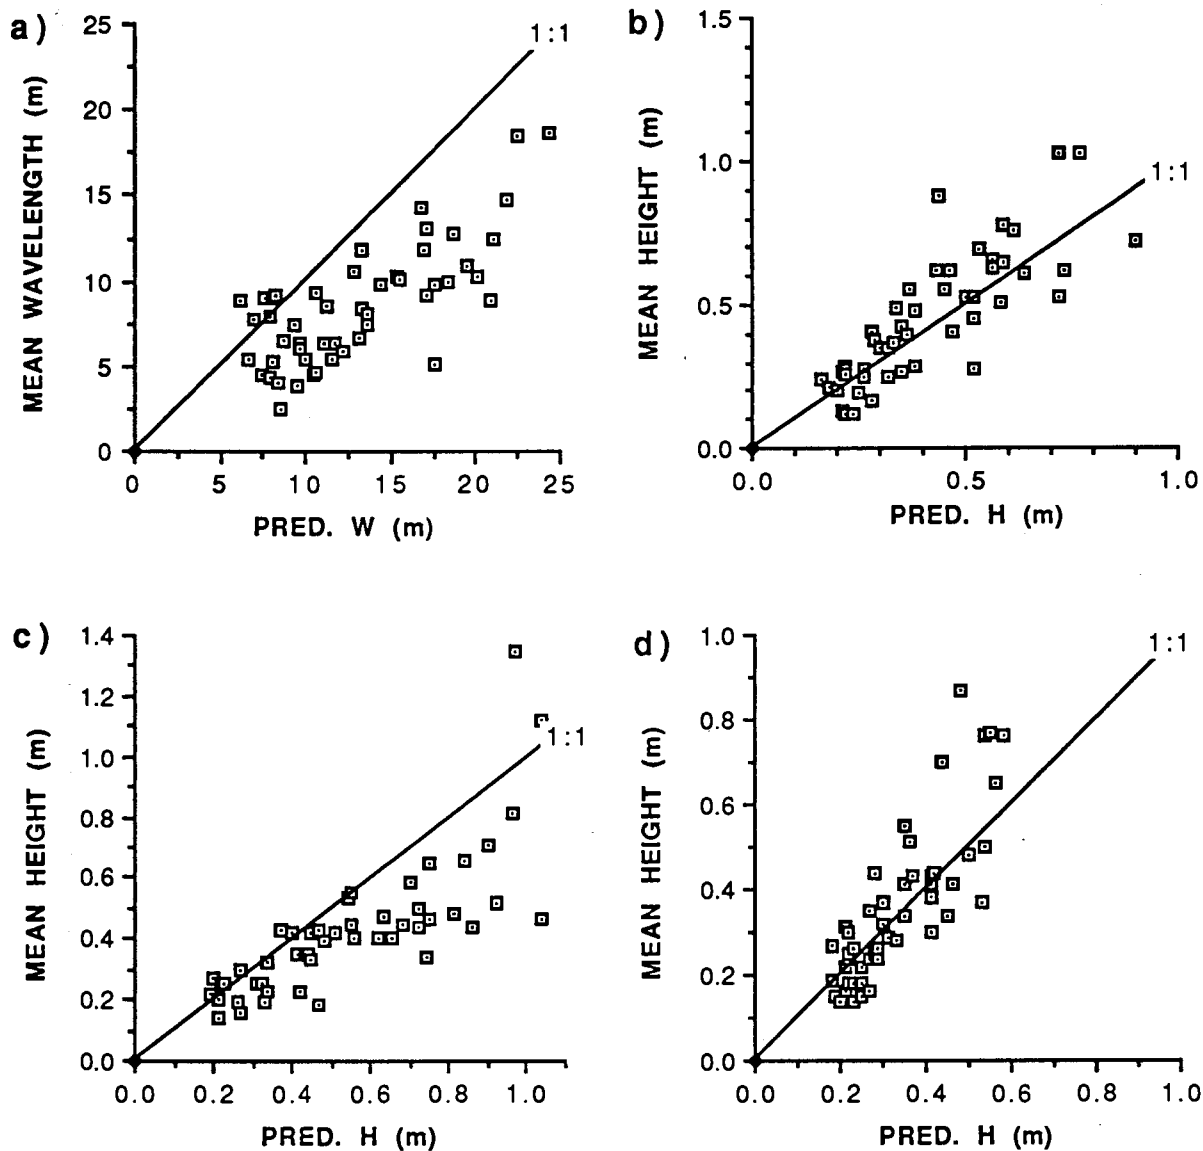 a)
25
20
15
10
5
0
MEAN WAVELENGTH (m)
1:1
0 5 10 15 20 25
PRED. W (m)
b)
1.5
1.0
0.5
0.0
MEAN HEIGHT (m)
1:1
0.0 0.5 1.0
PRED. H (m)
c)
1.4
1.2
1.0
0.8
0.6
0.4
0.2
0.0
MEAN HEIGHT (m)
1:1
0.0 0.2 0.4 0.6 0.8 1.0
PRED. H (m)
d)
1.0
0.8
0.6
0.4
0.2
0.0
MEAN HEIGHT (m)
1:1
0.0 0.2 0.4 0.6 0.8 1.0
PRED. H (m)